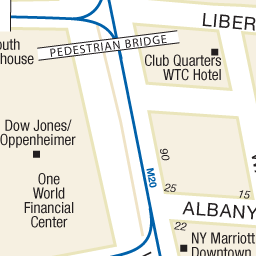 LIBER
outh
house
PEDESTRIAN BRIDGE
Club Quarters
WTC Hotel
Dow Jones/
Oppenheimer
One
World
Financial
Center
90
M20
25
15
ALBANY
22
NY Marriott
Downtown